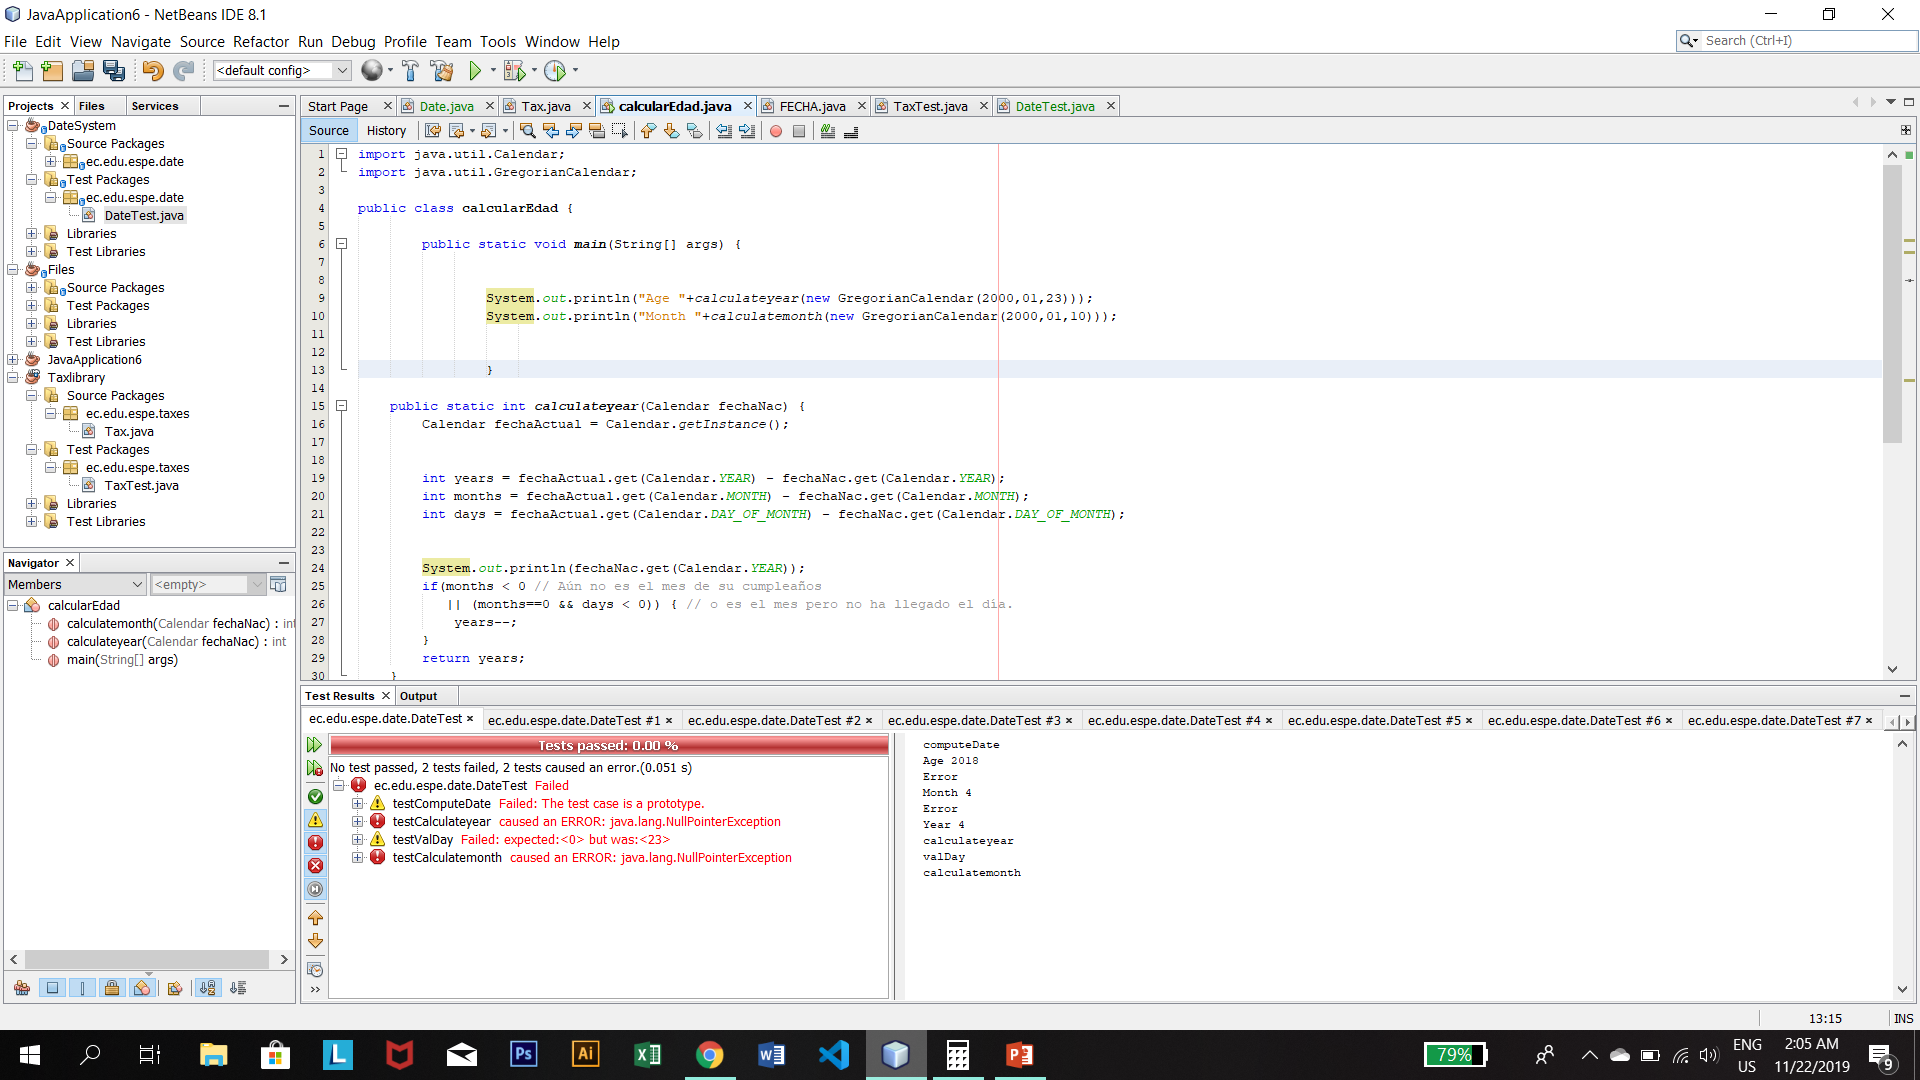 JavaApplication6 - NetBeans IDE 8.1
File Edit View Navigate Source Refactor Run Debug Profile Team Tools Window Help
Search (Ctrl+I)
<default config>
Projects Files Services
DateSystem
Source Packages
ec.edu.espe.date
Test Packages
ec.edu.espe.date
DateTest.java
Libraries
Test Libraries
Files
Source Packages
Test Packages
Libraries
Test Libraries
JavaApplication6
Taxlibrary
Source Packages
ec.edu.espe.taxes
Tax.java
Test Packages
ec.edu.espe.taxes
TaxTest.java
Libraries
Test Libraries
Navigator
Members <empty>
calcularEdad
calculatemonth(Calendar fechaNac) : int
calculateyear(Calendar fechaNac) : int
main(String[] args)
Start Page Date.java Tax.java calcularEdad.java FECHA.java TaxTest.java DateTest.java
Source History
1 import java.util.Calendar;
2 import java.util.GregorianCalendar;
3
4 public class calcularEdad {
5
6 public static void main(String[] args) {
7
8
9 System.out.println("Age "+calculateyear(new GregorianCalendar(2000,01,23)));
10 System.out.println("Month "+calculatemonth(new GregorianCalendar(2000,01,10)));
11
12
13 }
14
15 public static int calculateyear(Calendar fechaNac) {
16 Calendar fechaActual = Calendar.getInstance();
17
18
19 int years = fechaActual.get(Calendar.YEAR) - fechaNac.get(Calendar.YEAR);
20 int months = fechaActual.get(Calendar.MONTH) - fechaNac.get(Calendar.MONTH);
21 int days = fechaActual.get(Calendar.DAY_OF_MONTH) - fechaNac.get(Calendar.DAY_OF_MONTH);
22
23
24 System.out.println(fechaNac.get(Calendar.YEAR));
25 if(months < 0 // Aún no es el mes de su cumpleaños
26 || (months==0 && days < 0)) { // o es el mes pero no ha llegado el día.
27 years--;
28 }
29 return years;
30 }
Test Results Output
ec.edu.espe.date.DateTest ec.edu.espe.date.DateTest #1 ec.edu.espe.date.DateTest #2 ec.edu.espe.date.DateTest #3 ec.edu.espe.date.DateTest #4 ec.edu.espe.date.DateTest #5 ec.edu.espe.date.DateTest #6 ec.edu.espe.date.DateTest #7
Tests passed: 0.00 %
No test passed, 2 tests failed, 2 tests caused an error.(0.051 s)
ec.edu.espe.date.DateTest Failed
testComputeDate Failed: The test case is a prototype.
testCalculateyear caused an ERROR: java.lang.NullPointerException
testValDay Failed: expected:<0> but was:<23>
testCalculatemonth caused an ERROR: java.lang.NullPointerException
computeDate
Age 2018
Error
Month 4
Error
Year 4
calculateyear
valDay
calculatemonth
13:15 INS
79%
ENG
US
2:05 AM
11/22/2019
9